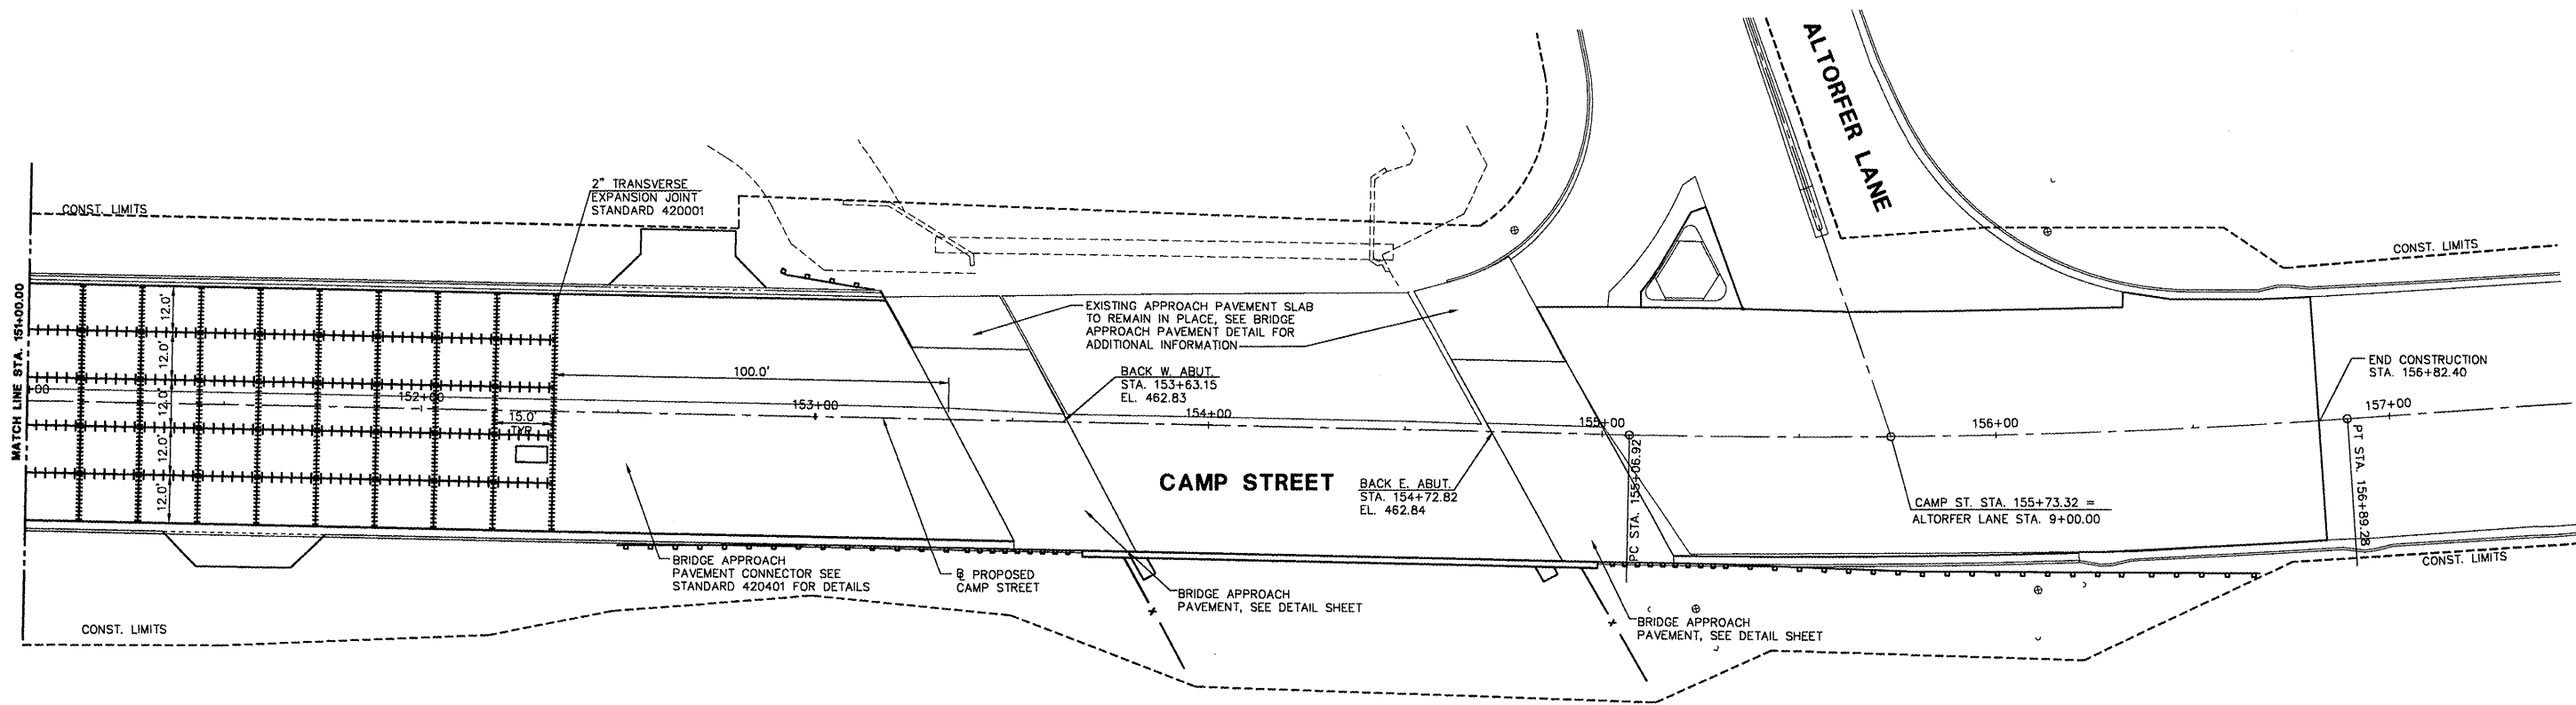 ALTORFER LANE
2" TRANSVERSE
EXPANSION JOINT
STANDARD 420001
CONST. LIMITS
CONST. LIMITS
MATCH LINE STA. 151+00.00
12.0'
12.0'
12.0'
12.0'
12.0'
EXISTING APPROACH PAVEMENT SLAB
TO REMAIN IN PLACE, SEE BRIDGE
APPROACH PAVEMENT DETAIL FOR
ADDITIONAL INFORMATION
END CONSTRUCTION
STA. 156+82.40
100.0'
BACK W. ABUT.
STA. 153+63.15
EL. 462.83
+00
152+00
153+00
154+00
155+00
156+00
157+00
15.0'
TYP.
CAMP STREET
BACK E. ABUT.
STA. 154+72.82
EL. 462.84
PC STA. 155+06.92
CAMP ST. STA. 155+73.32 =
ALTORFER LANE STA. 9+00.00
PT STA. 156+89.28
BRIDGE APPROACH
PAVEMENT CONNECTOR SEE
STANDARD 420401 FOR DETAILS
℄ PROPOSED
CAMP STREET
BRIDGE APPROACH
PAVEMENT, SEE DETAIL SHEET
BRIDGE APPROACH
PAVEMENT, SEE DETAIL SHEET
CONST. LIMITS
CONST. LIMITS